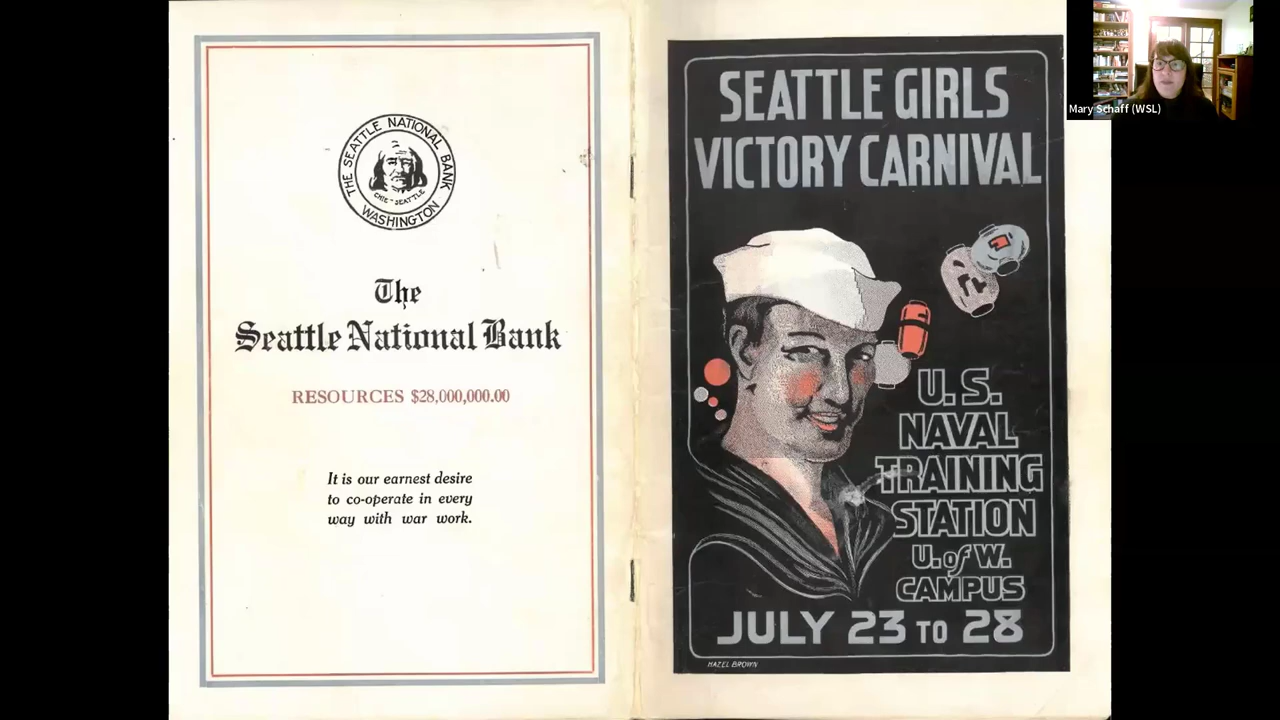 THE SEATTLE NATIONAL BANK
CHIEF SEATTLE
WASHINGTON
The
Seattle National Bank
RESOURCES $28,000,000.00
It is our earnest desire
to co-operate in every
way with war work.
SEATTLE GIRLS
VICTORY CARNIVAL
U. S.
NAVAL
TRAINING
STATION
U. of W.
CAMPUS
JULY 23 TO 28
HAZEL BROWN
Mary Schaff (WSL)